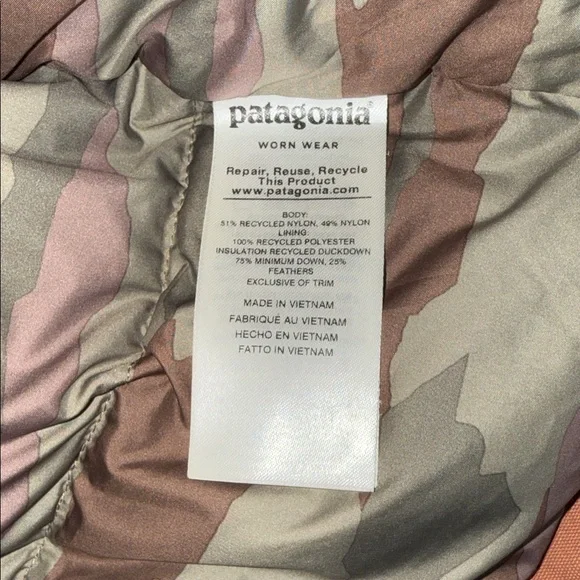 patagonia®
WORN WEAR
Repair, Reuse, Recycle
This Product
www.patagonia.com
BODY:
51% RECYCLED NYLON, 49% NYLON
LINING:
100% RECYCLED POLYESTER
INSULATION RECYCLED DUCKDOWN
75% MINIMUM DOWN, 25%
FEATHERS
EXCLUSIVE OF TRIM
MADE IN VIETNAM
FABRIQUÉ AU VIETNAM
HECHO EN VIETNAM
FATTO IN VIETNAM